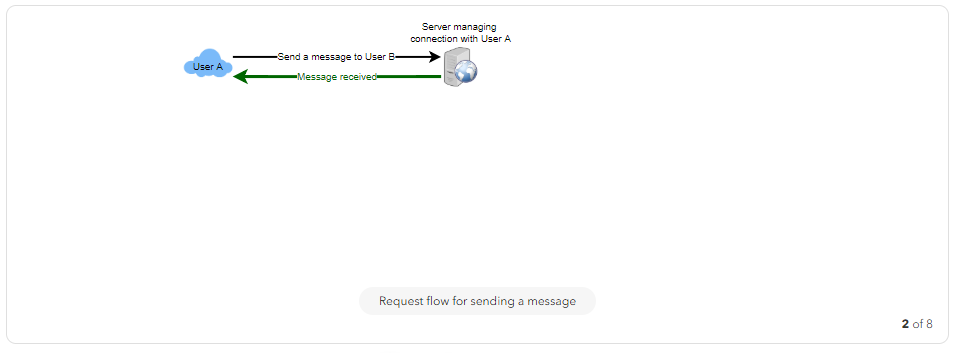 Server managing
connection with User A
User A
Send a message to User B
Message received
Request flow for sending a message
2 of 8